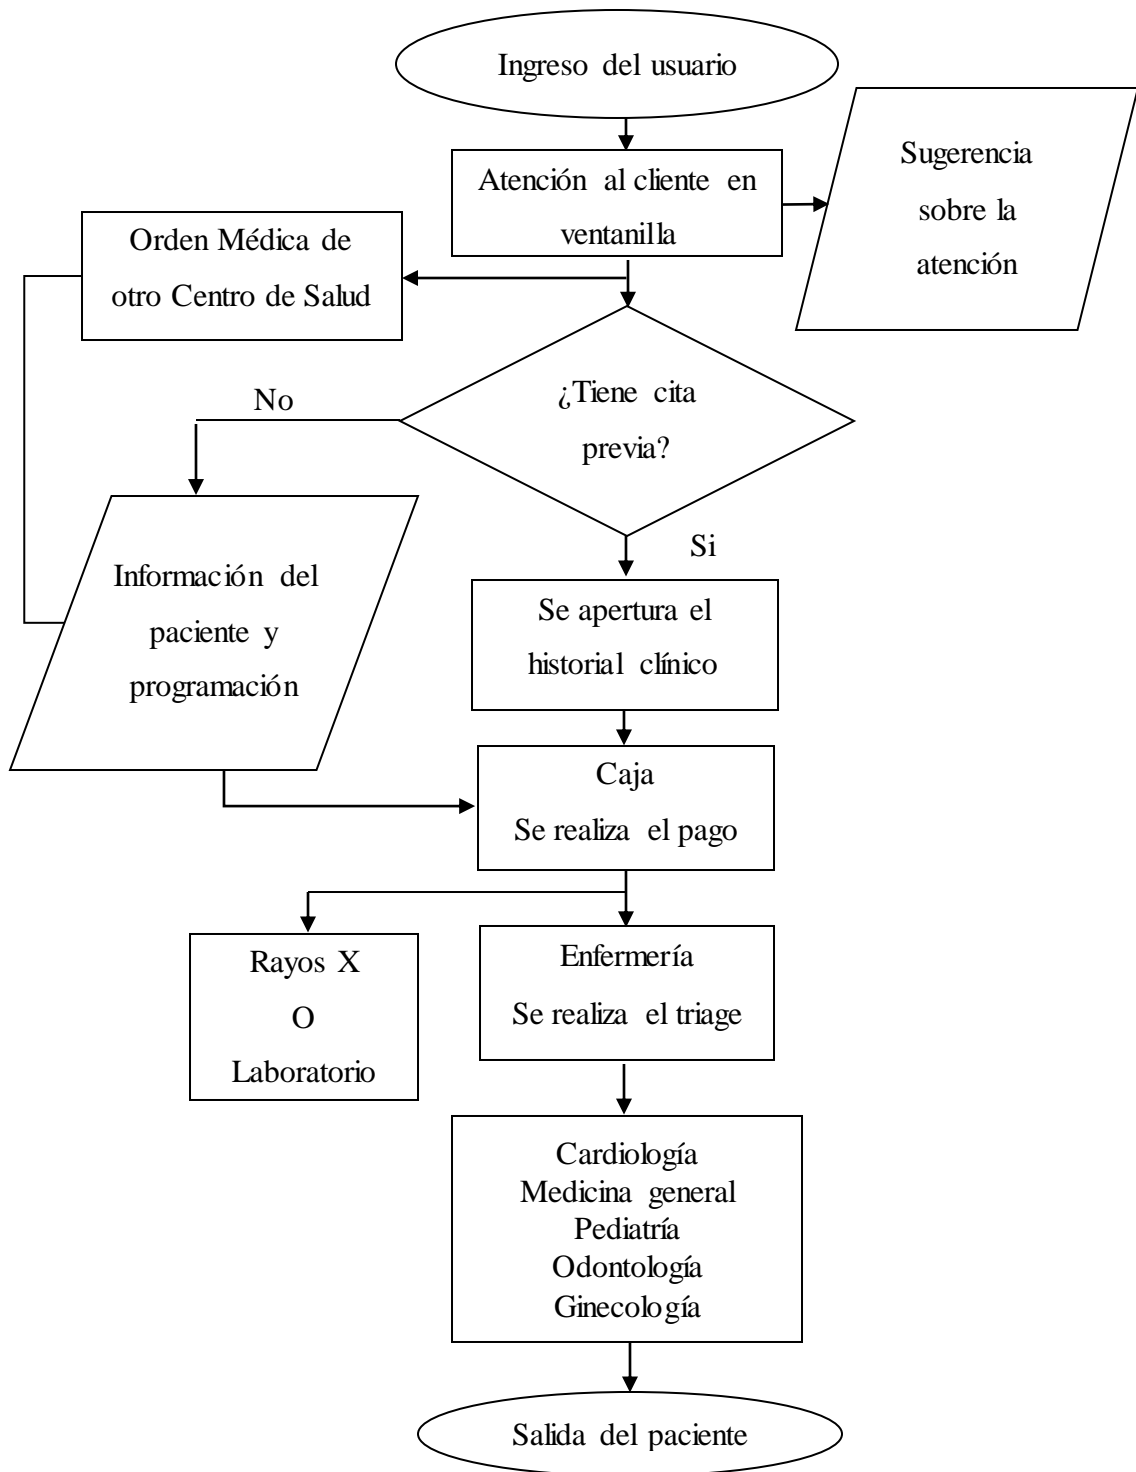 Ingreso del usuario
Atención al cliente en
ventanilla
Sugerencia
sobre la
atención
Orden Médica de
otro Centro de Salud
¿Tiene cita
previa?
No
Si
Información del
paciente y
programación
Se apertura el
historial clínico
Caja
Se realiza el pago
Rayos X
O
Laboratorio
Enfermería
Se realiza el triage
Cardiología
Medicina general
Pediatría
Odontología
Ginecología
Salida del paciente